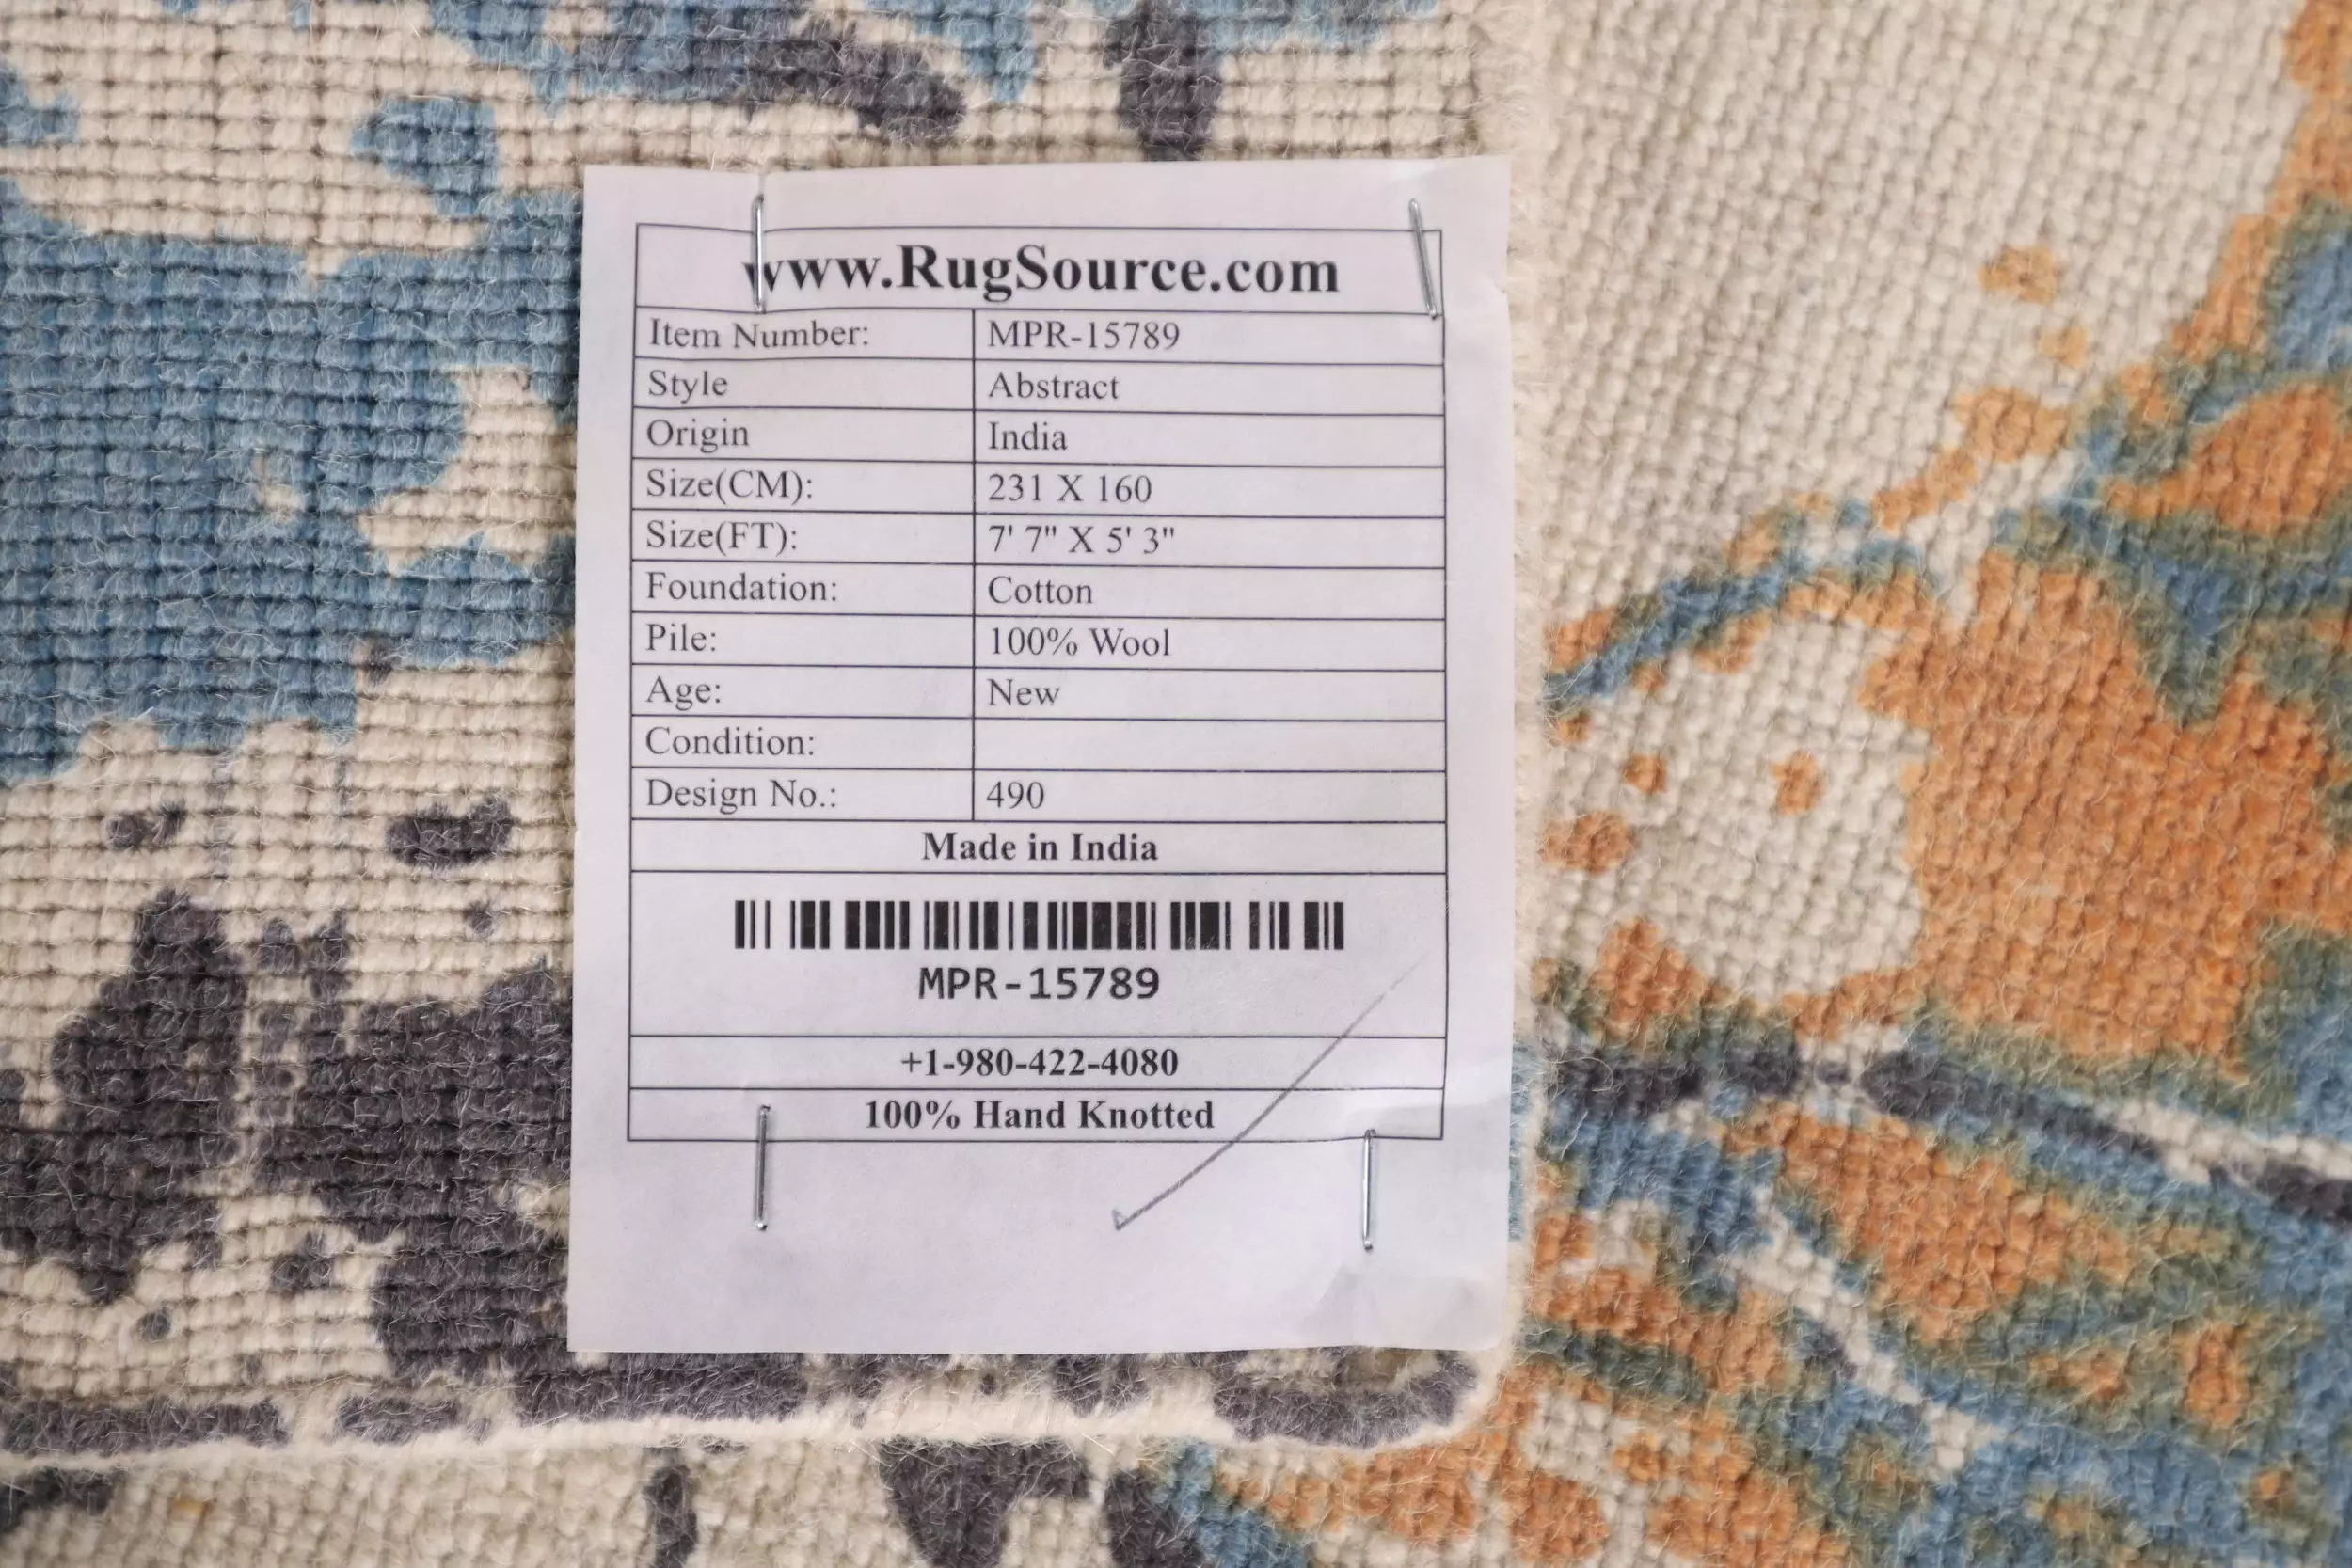 www.RugSource.com
Item Number: MPR-15789
Style Abstract
Origin India
Size(CM): 231 X 160
Size(FT): 7' 7" X 5' 3"
Foundation: Cotton
Pile: 100% Wool
Age: New
Condition:
Design No.: 490
Made in India
MPR-15789
+1-980-422-4080
100% Hand Knotted